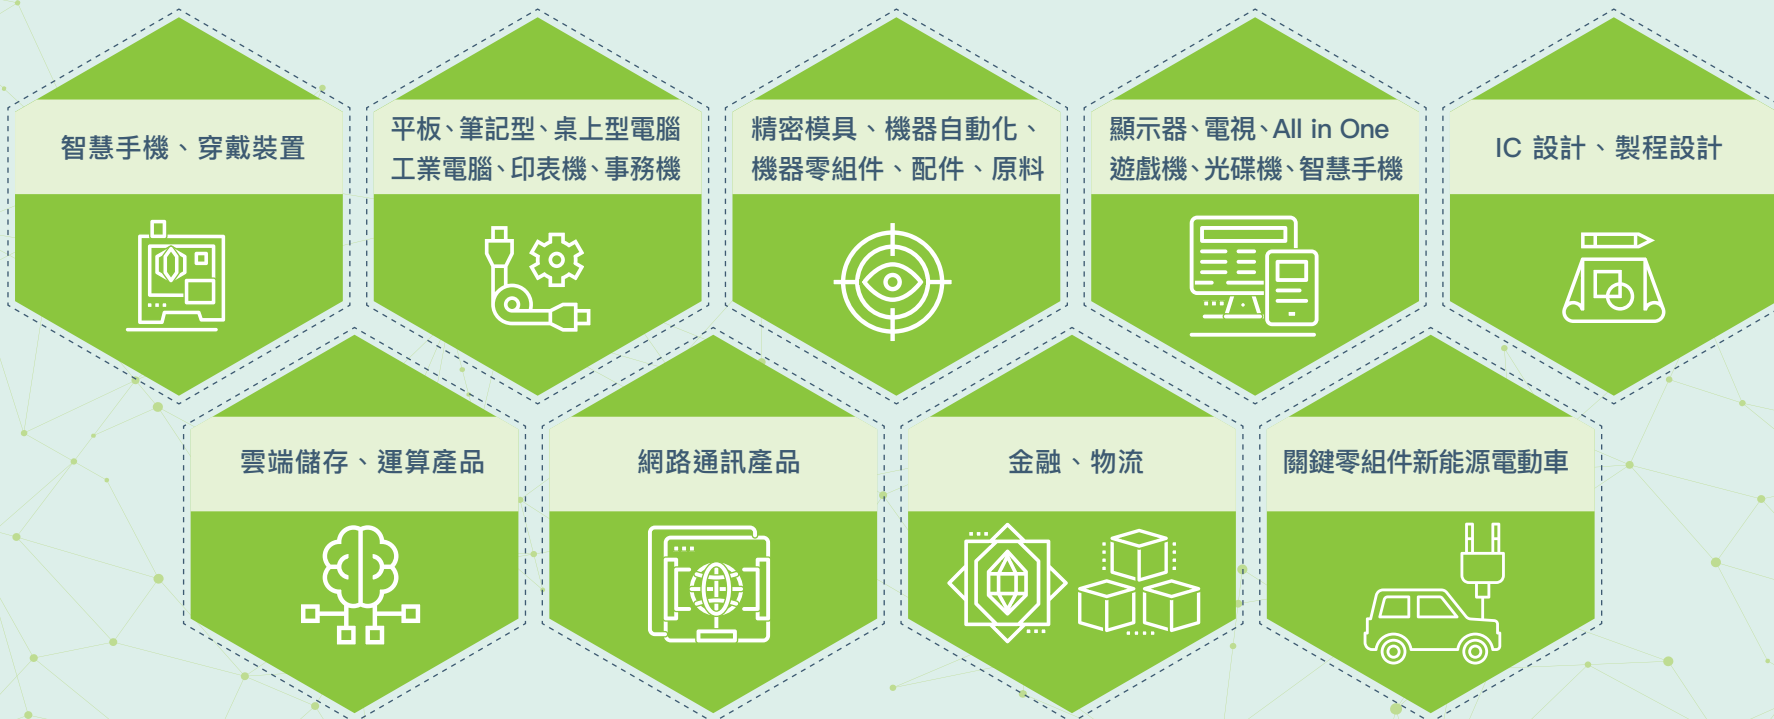 智慧手機、穿戴裝置
平板、筆記型、桌上型電腦
工業電腦、印表機、事務機
精密模具、機器自動化、
機器零組件、配件、原料
顯示器、電視、All in One
遊戲機、光碟機、智慧手機
IC 設計、製程設計
雲端儲存、運算產品
網路通訊產品
金融、物流
關鍵零組件新能源電動車